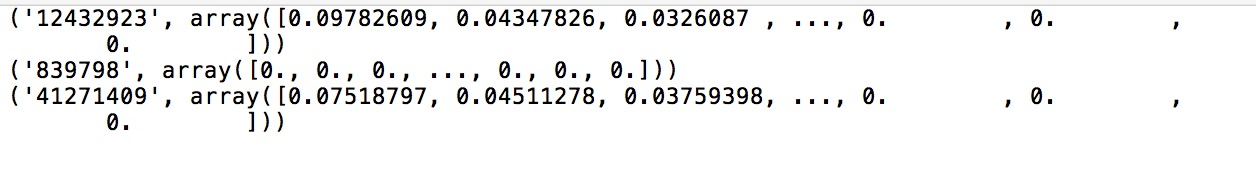 ('12432923', array([0.09782609, 0.04347826, 0.0326087 , ..., 0.        , 0.        ,
       0.        ]))
('839798', array([0., 0., 0., ..., 0., 0., 0.]))
('41271409', array([0.07518797, 0.04511278, 0.03759398, ..., 0.        , 0.        ,
       0.        ]))